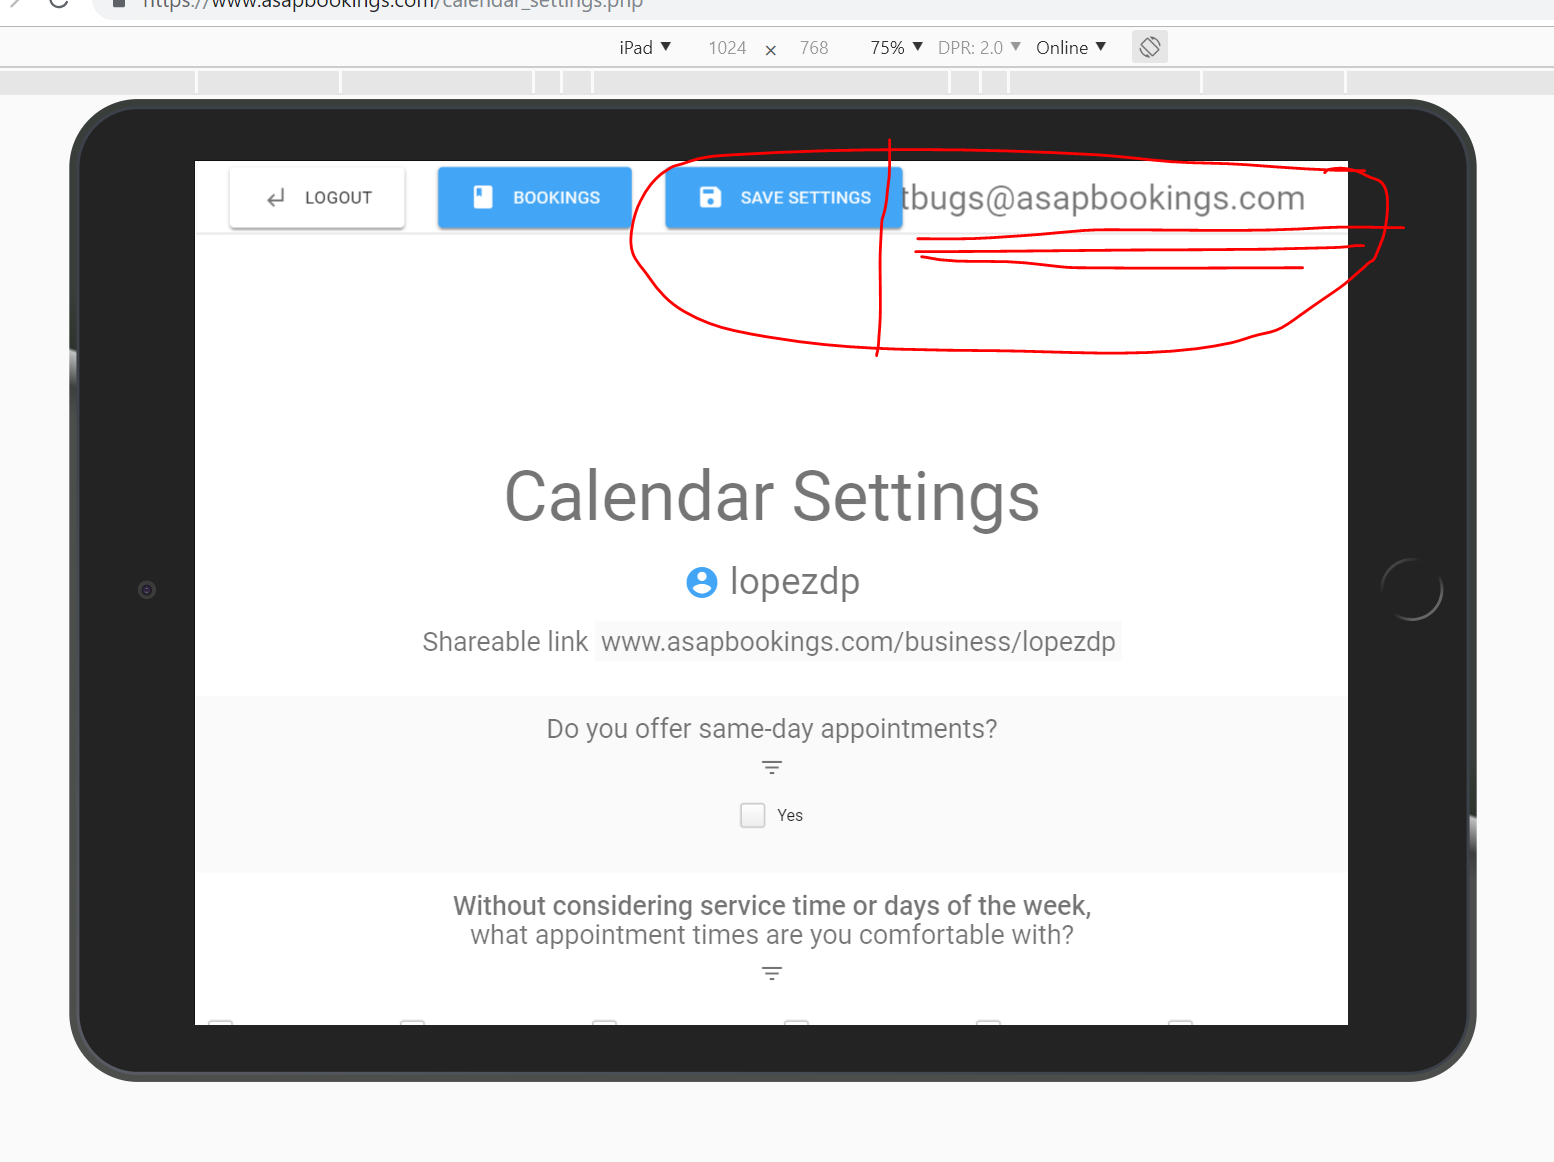 https://www.asapbookings.com/calendar_settings.php
iPad ▼ 1024 × 768 75% ▼ DPR: 2.0 ▼ Online ▼
LOGOUT BOOKINGS SAVE SETTINGS tbugs@asapbookings.com
Calendar Settings
lopezdp
Shareable link www.asapbookings.com/business/lopezdp
Do you offer same-day appointments?
Yes
Without considering service time or days of the week,
what appointment times are you comfortable with?